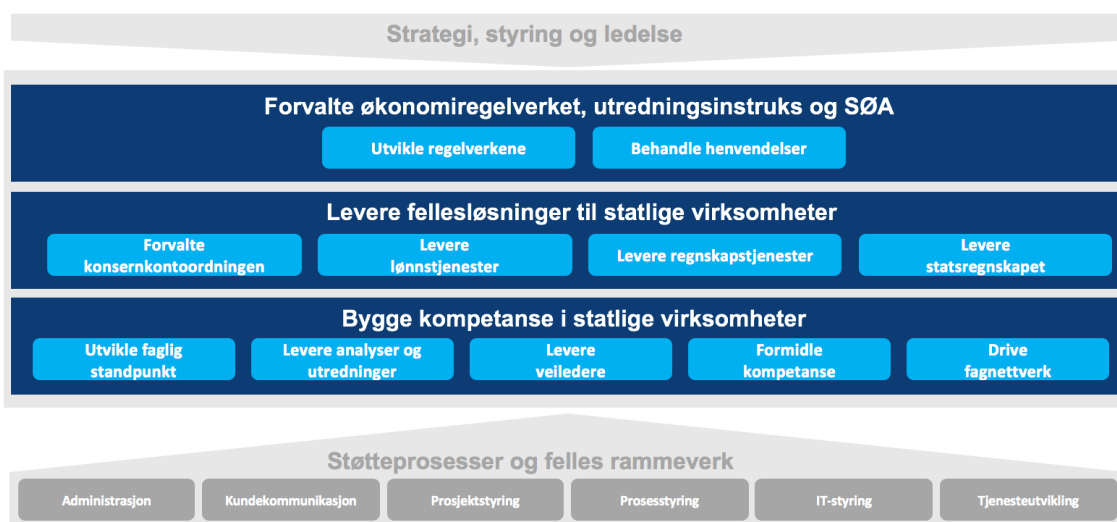 Strategi, styring og ledelse
Forvalte økonomiregelverket, utredningsinstruks og SØA
Utvikle regelverkene
Behandle henvendelser
Levere fellesløsninger til statlige virksomheter
Forvalte
konsernkontoordningen
Levere
lønnstjenester
Levere regnskapstjenester
Levere
statsregnskapet
Bygge kompetanse i statlige virksomheter
Utvikle faglig
standpunkt
Levere analyser og
utredninger
Levere
veiledere
Formidle
kompetanse
Drive
fagnettverk
Støtteprosesser og felles rammeverk
Administrasjon
Kundekommunikasjon
Prosjektstyring
Prosesstyring
IT-styring
Tjenesteutvikling